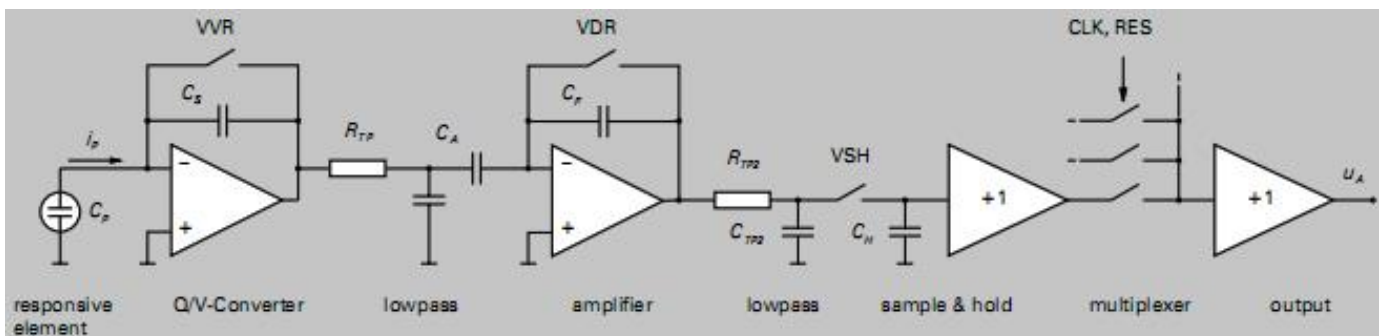 VVR
VDR
CLK, RES
C_S
C_F
i_P
R_TP
C_A
R_TP2
VSH
u_A
−
−
+1
+1
C_P
+
+
C_TP2
C_H
responsive element
Q/V-Converter
lowpass
amplifier
lowpass
sample & hold
multiplexer
output